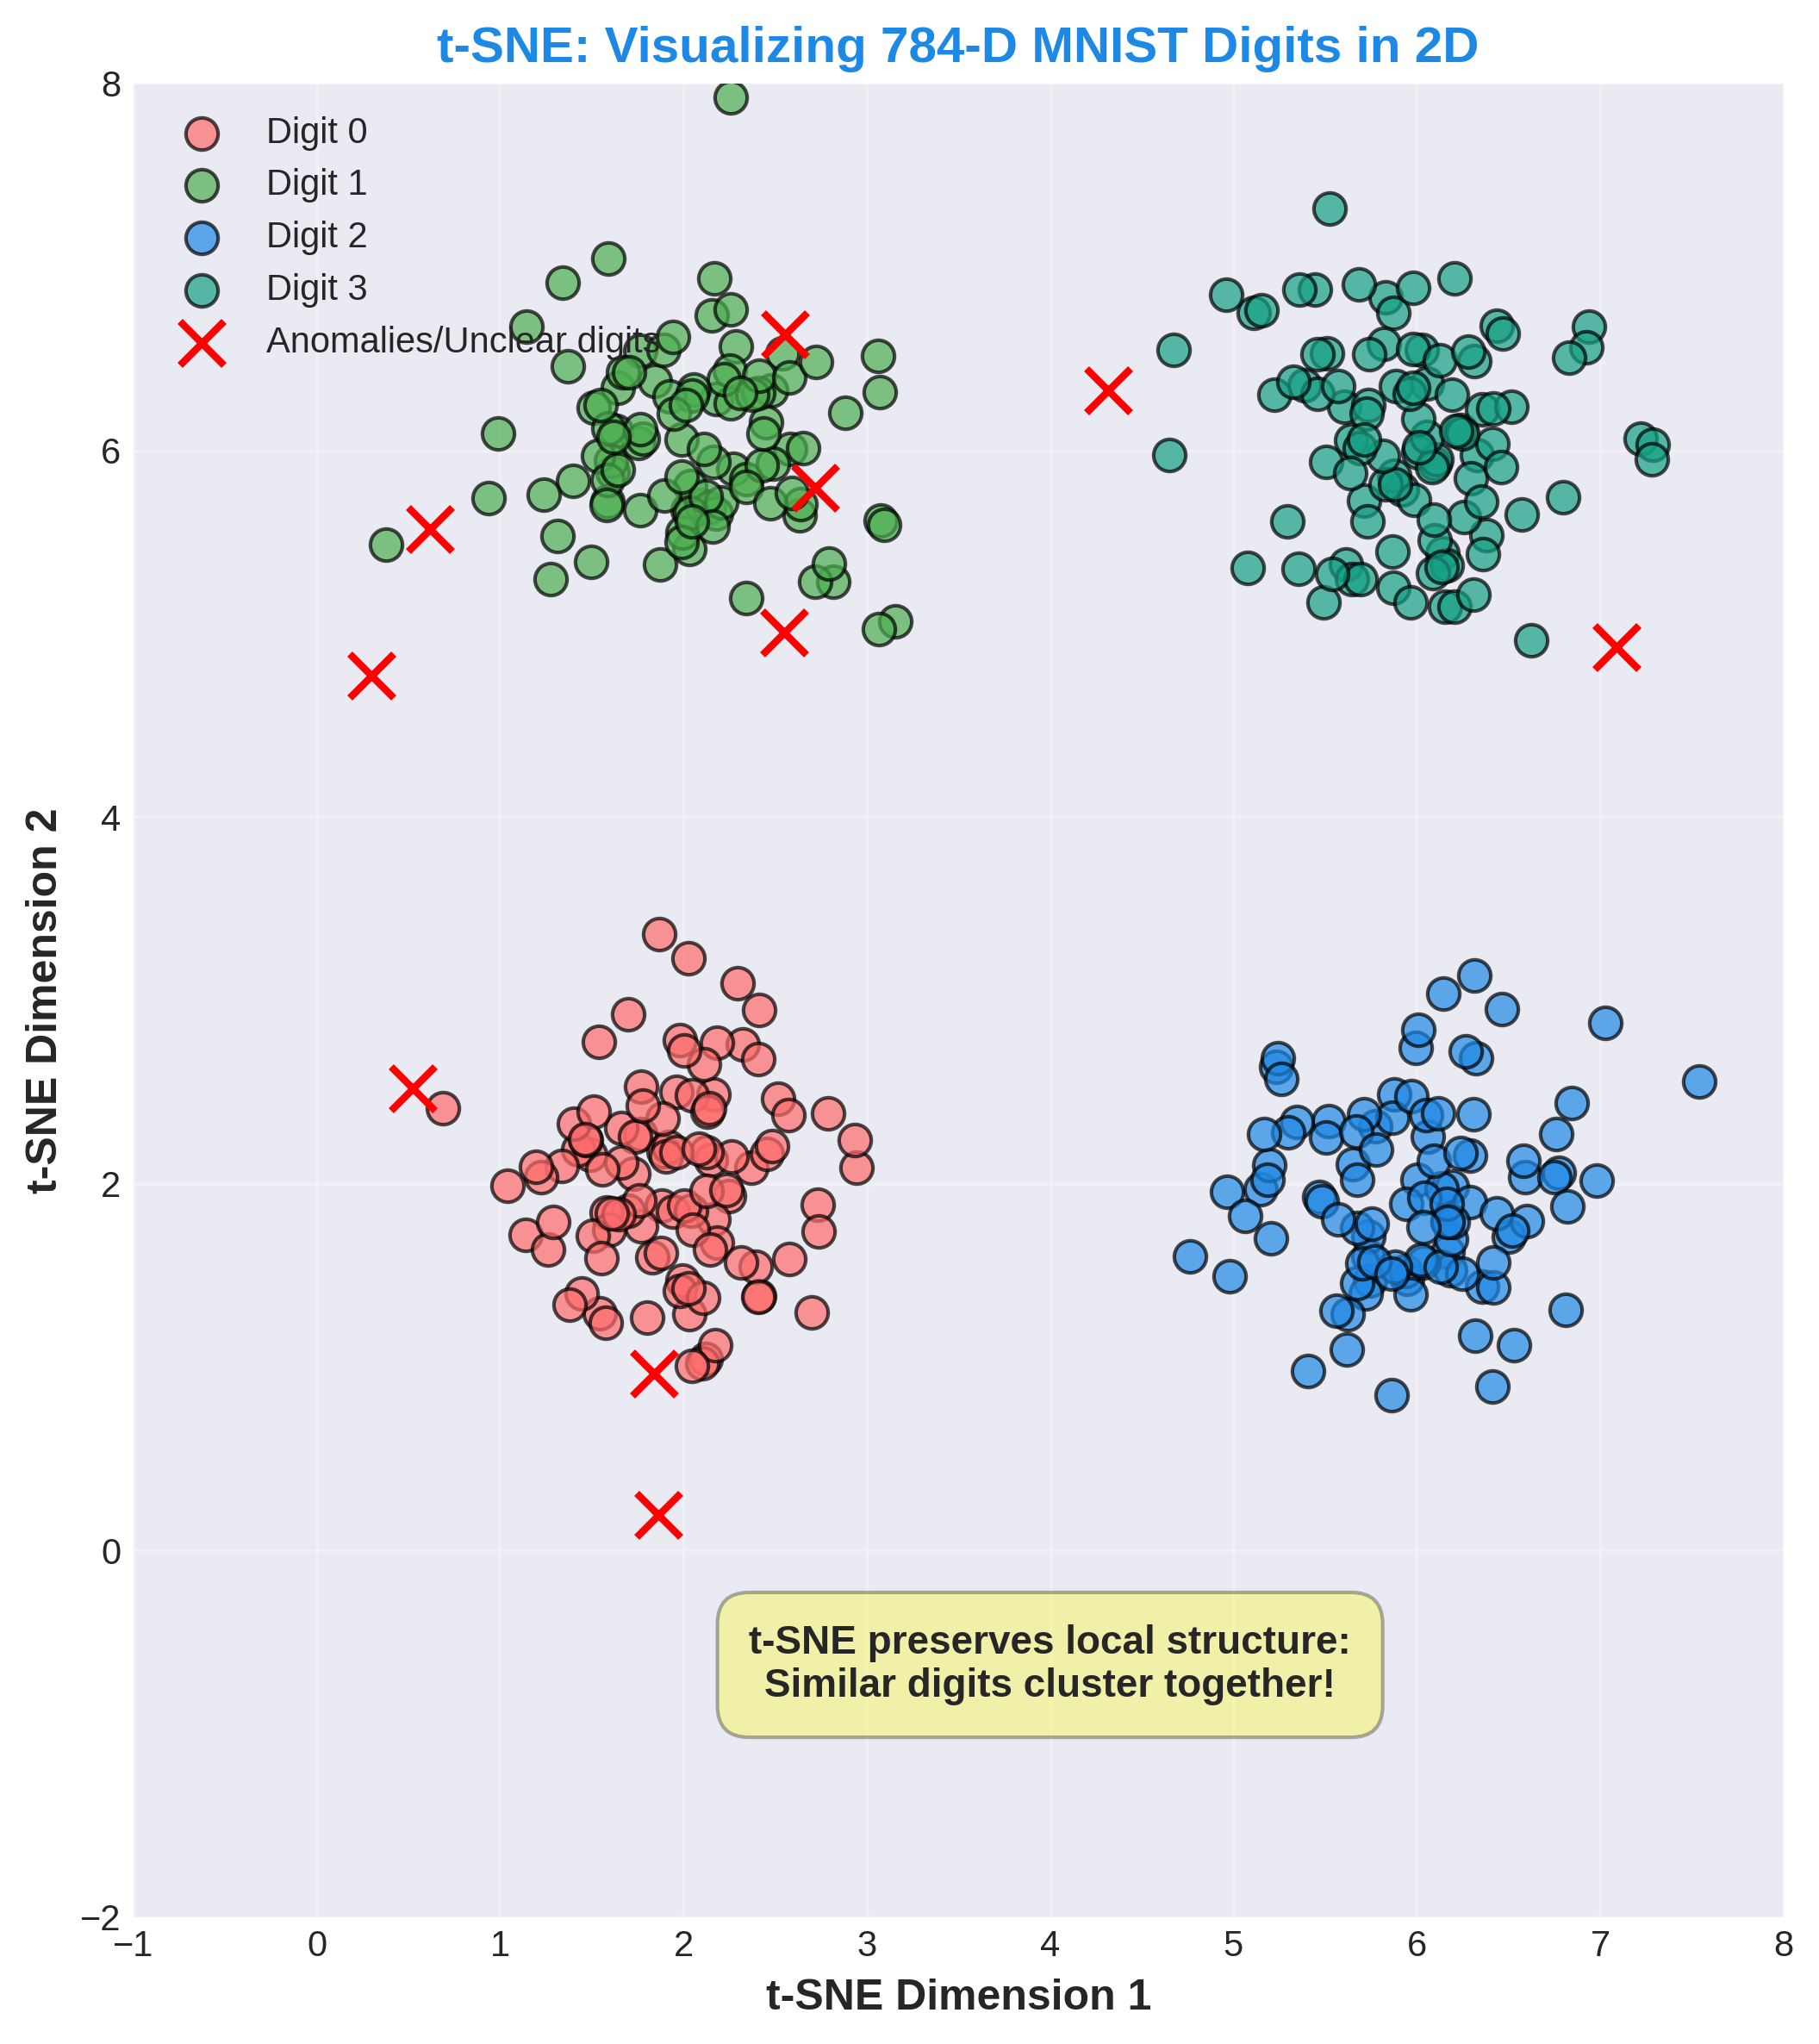 t-SNE: Visualizing 784-D MNIST Digits in 2D
8
Digit 0
Digit 1
Digit 2
Digit 3
Anomalies/Unclear digits
6
4
2
0
−2
t-SNE Dimension 2
t-SNE preserves local structure:
Similar digits cluster together!
−1 0 1 2 3 4 5 6 7 8
t-SNE Dimension 1